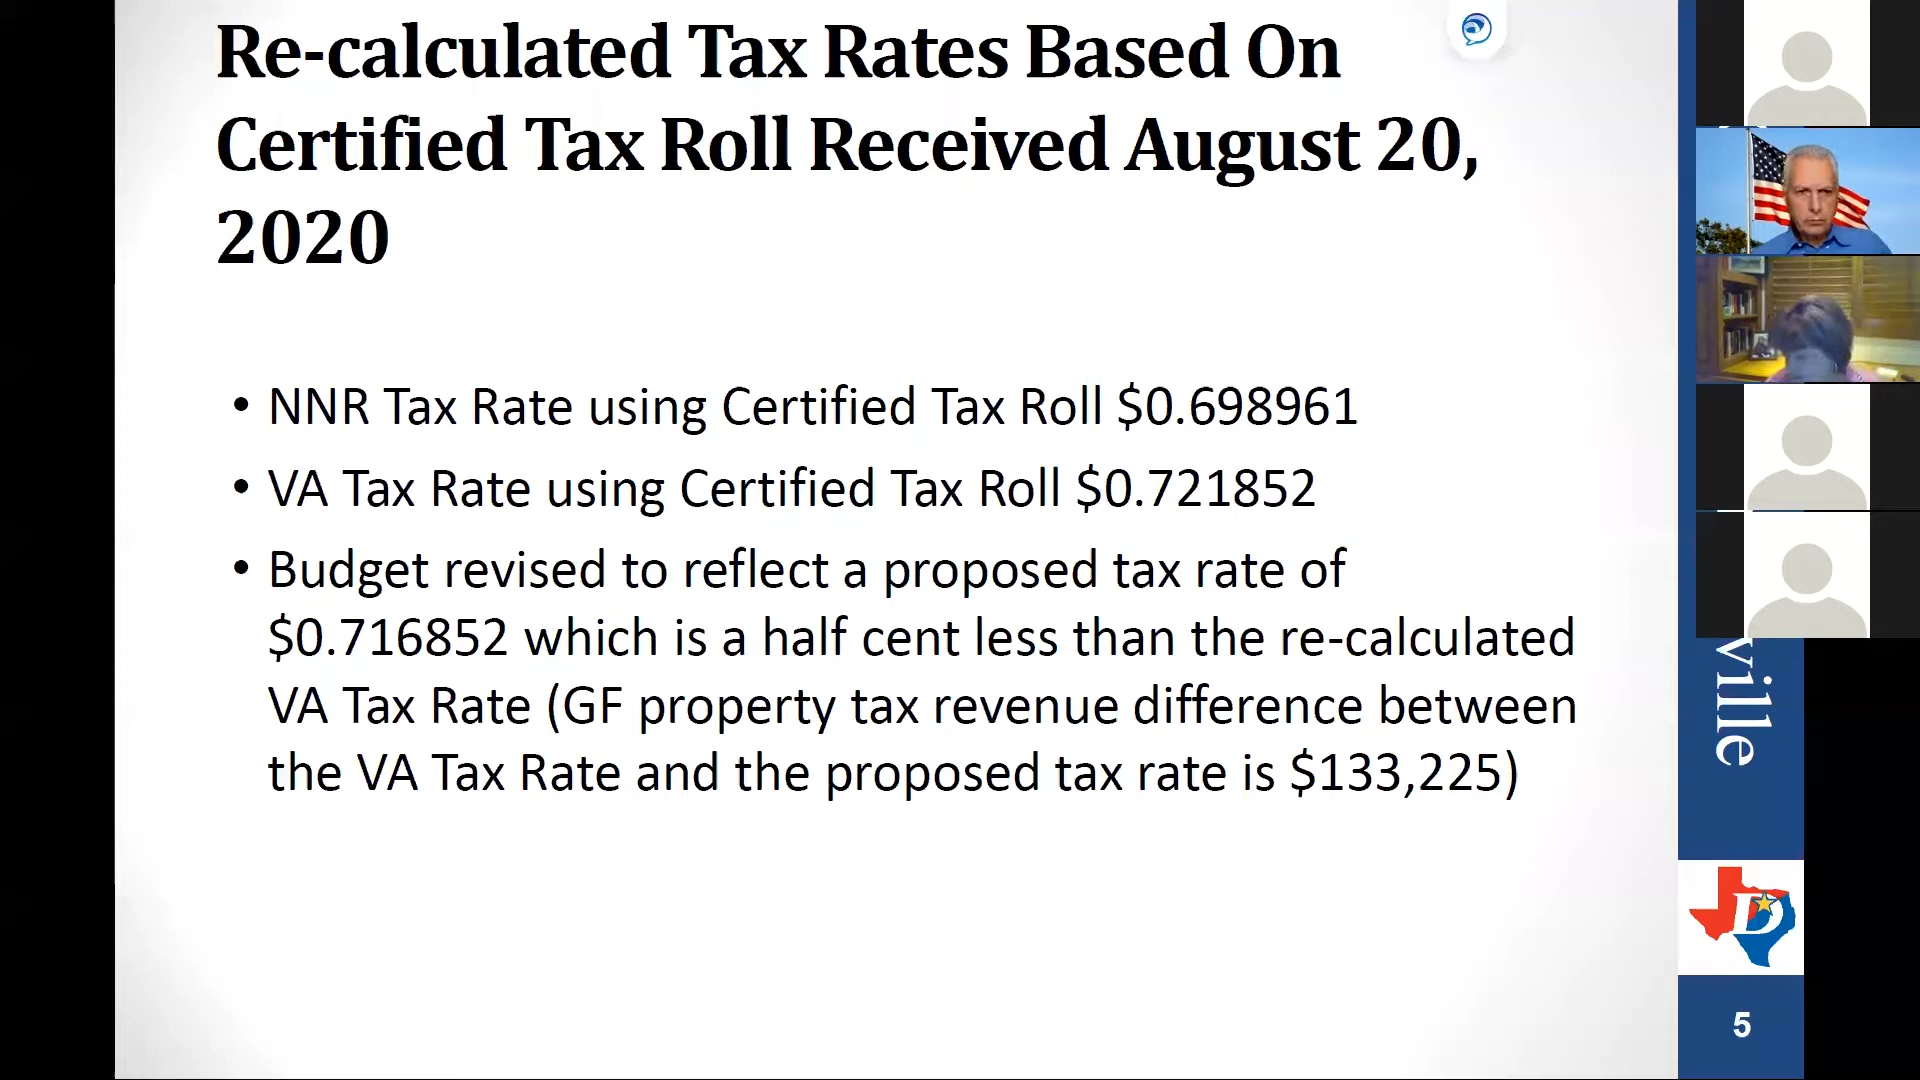 Re-calculated Tax Rates Based On
Certified Tax Roll Received August 20,
2020
• NNR Tax Rate using Certified Tax Roll $0.698961
• VA Tax Rate using Certified Tax Roll $0.721852
• Budget revised to reflect a proposed tax rate of
$0.716852 which is a half cent less than the re-calculated
VA Tax Rate (GF property tax revenue difference between
the VA Tax Rate and the proposed tax rate is $133,225)
ville
D
5